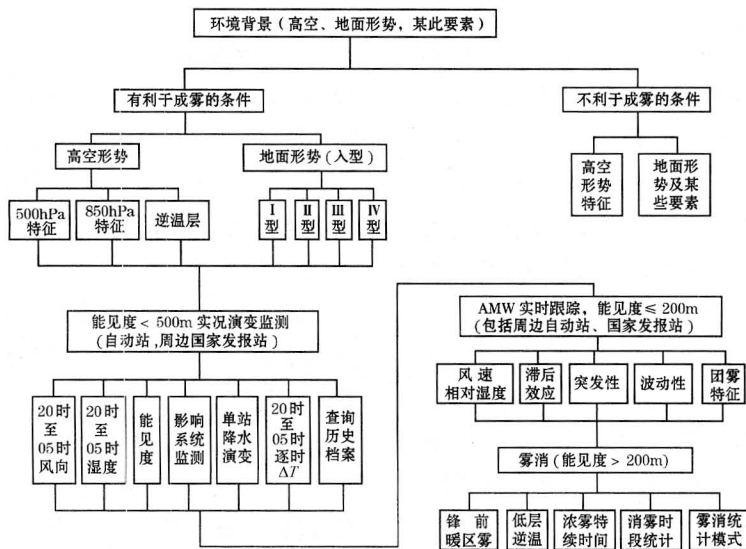 环境背景(高空、地面形势,某此要素)
有利于成雾的条件
不利于成雾的条件
高空形势
地面形势(入型)
高空
形势
特征
地面形
势及某
些要素
500hPa
特征
850hPa
特征
逆温层
Ⅰ
型
Ⅱ
型
Ⅲ
型
Ⅳ
型
能见度<500m实况演变监测
(自动站,周边国家发报站)
AMW实时跟踪,能见度≤200m
(包括周边自动站、国家发报站)
20时
至
05时
风向
20时
至
05时
湿度
能
见
度
影响
系统
监测
单站
降水
演变
20时
至
05时
逐时
ΔT
查询
历史
档案
风 速
相对湿度
滞后
效应
突发性
波动性
团雾
特征
雾消(能见度>200m)
锋 前
暖区雾
低层
逆温
浓雾特
续时间
消雾时
段统计
雾消统
计模式